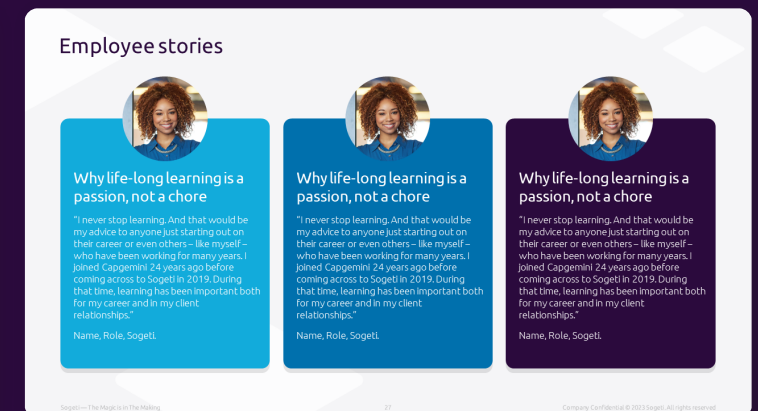 Employee stories
Why life-long learning is a
passion, not a chore
"I never stop learning. And that would be
my advice to anyone just starting out on
their career or even others – like myself –
who have been working for many years. I
joined Capgemini 24 years ago before
coming across to Sogeti in 2019. During
that time, learning has been important both
for my career and in my client
relationships."
Name, Role, Sogeti.
Why life-long learning is a
passion, not a chore
"I never stop learning. And that would be
my advice to anyone just starting out on
their career or even others – like myself –
who have been working for many years. I
joined Capgemini 24 years ago before
coming across to Sogeti in 2019. During
that time, learning has been important both
for my career and in my client
relationships."
Name, Role, Sogeti.
Why life-long learning is a
passion, not a chore
"I never stop learning. And that would be
my advice to anyone just starting out on
their career or even others – like myself –
who have been working for many years. I
joined Capgemini 24 years ago before
coming across to Sogeti in 2019. During
that time, learning has been important both
for my career and in my client
relationships."
Name, Role, Sogeti.
Sogeti — The Magic is in The Making
27
Company Confidential © 2023 Sogeti. All rights reserved